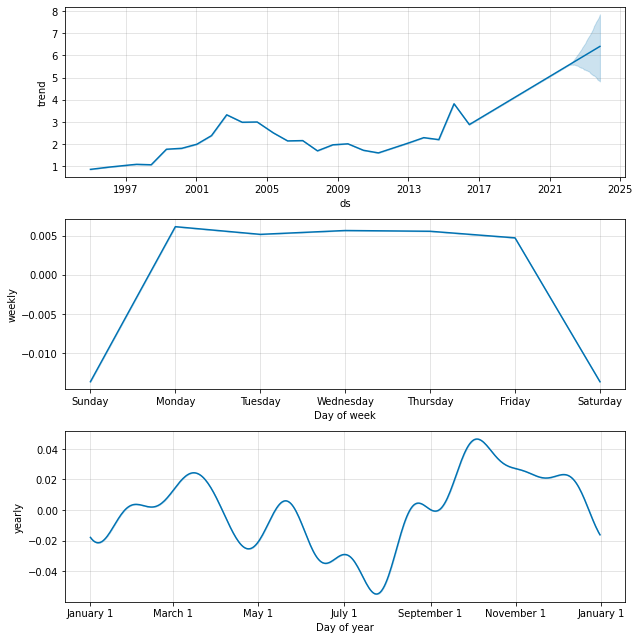 8
7
6
5
4
3
2
1
trend
1997 2001 2005 2009 2013 2017 2021 2025
ds
0.005
0.000
−0.005
−0.010
weekly
Sunday Monday Tuesday Wednesday Thursday Friday Saturday
Day of week
0.04
0.02
0.00
−0.02
−0.04
yearly
January 1 March 1 May 1 July 1 September 1 November 1 January 1
Day of year